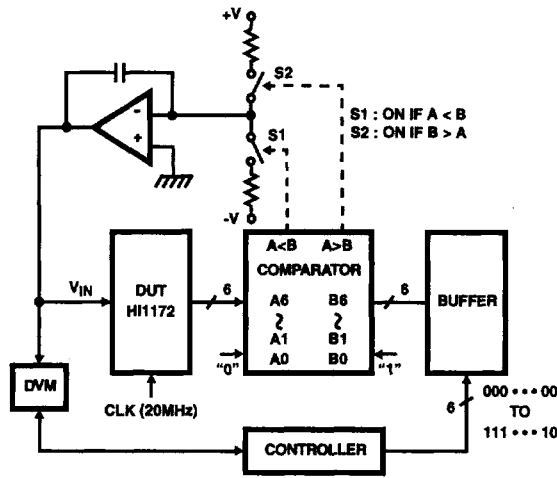 +V
S2
S1 : ON IF A < B
S2 : ON IF B > A
-
+
S1
-V
A<B A>B
COMPARATOR
DUT
HI1172
VIN
6
A6 B6
6
BUFFER
A1 B1
A0 B0
"0"
"1"
DVM
CLK (20MHz)
6
000 • • • 00
TO
111 • • • 10
CONTROLLER